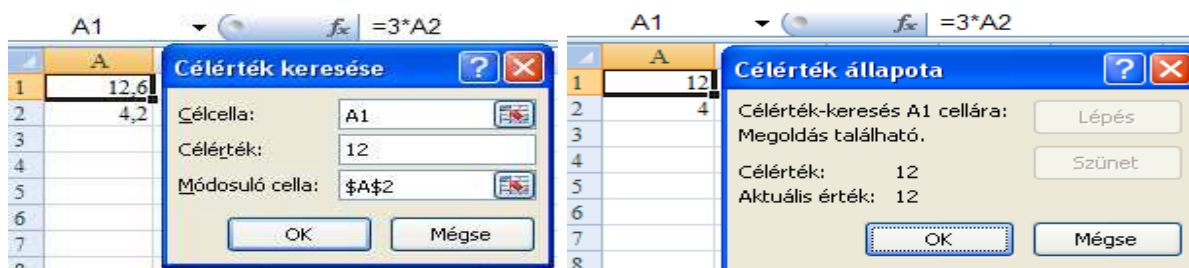 A1 fx =3*A2
A
1 12,6
2 4,2
3
4
5
6
7
Célérték keresése
Célcella: A1
Célérték: 12
Módosuló cella: $A$2
OK Mégse
A1 fx =3*A2
A
1 12
2 4
3
4
5
6
7
8
Célérték állapota
Célérték-keresés A1 cellára:
Megoldás található.
Célérték: 12
Aktuális érték: 12
Lépés
Szünet
OK Mégse